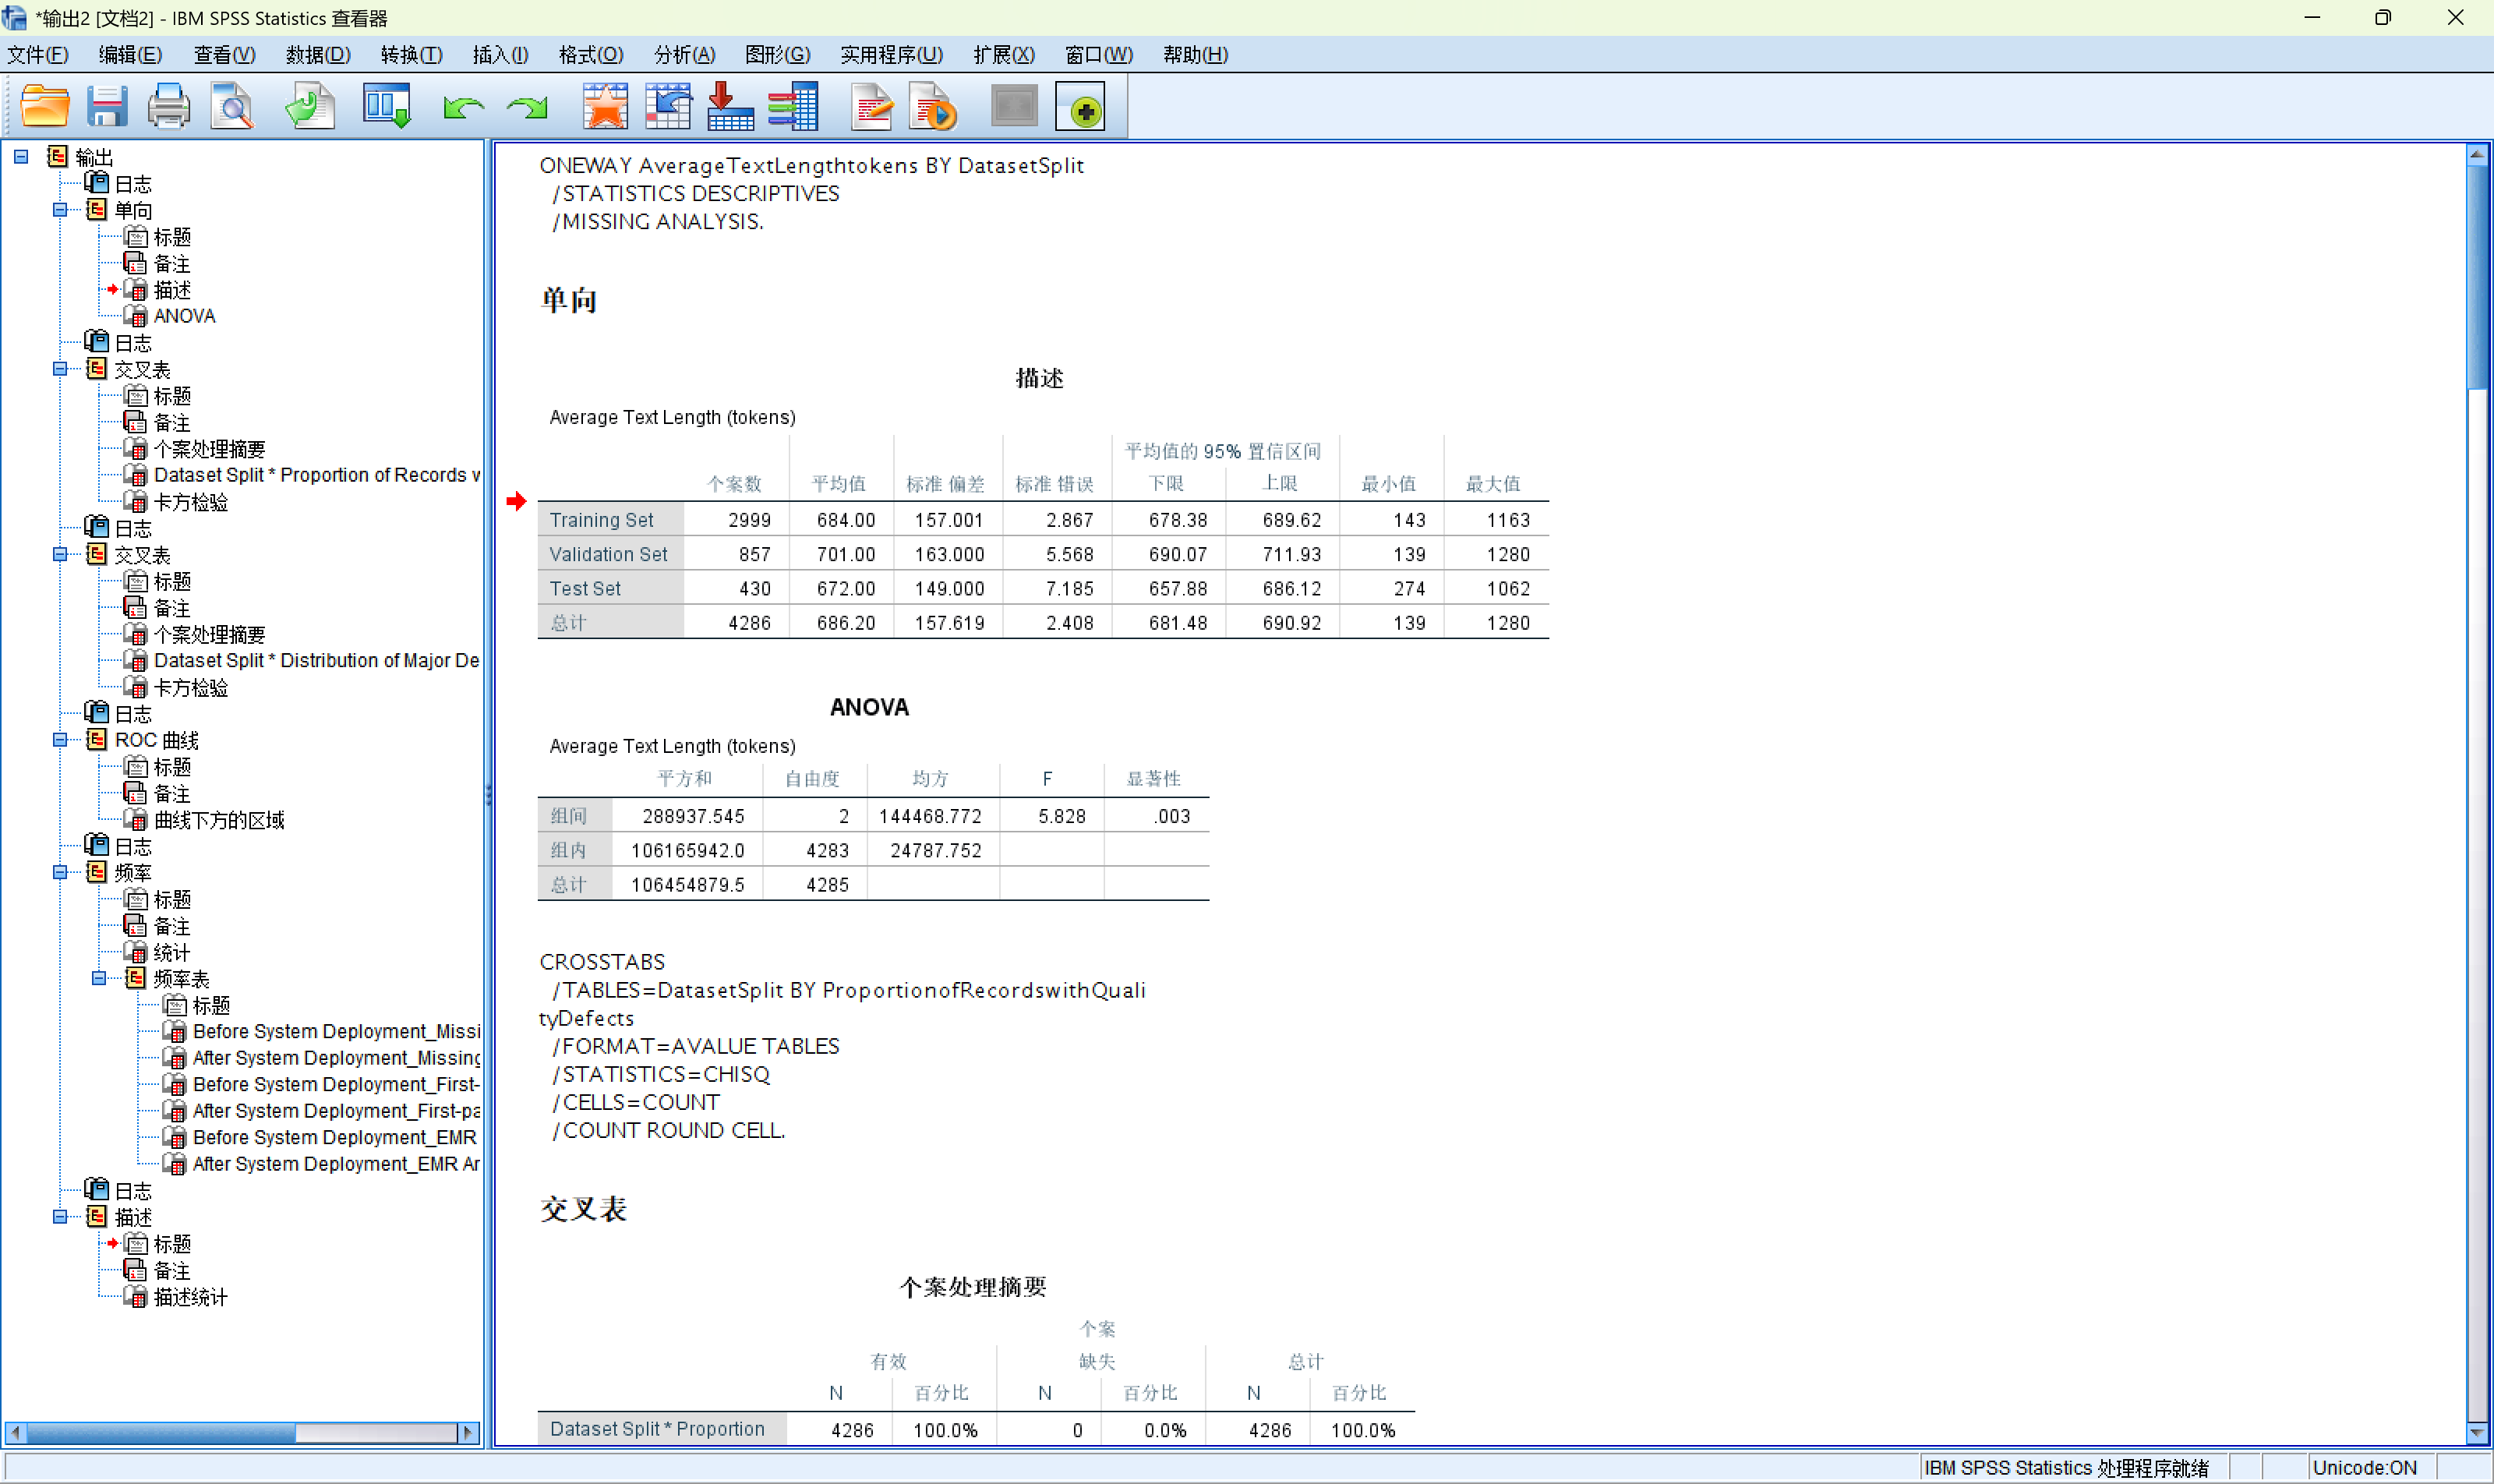 *输出2 [文档2] - IBM SPSS Statistics 查看器
文件(F) 编辑(E) 查看(V) 数据(D) 转换(T) 插入(I) 格式(O) 分析(A) 图形(G) 实用程序(U) 扩展(X) 窗口(W) 帮助(H)
输出
日志
单向
标题
备注
描述
ANOVA
日志
交叉表
标题
备注
个案处理摘要
Dataset Split * Proportion of Records w
卡方检验
日志
交叉表
标题
备注
个案处理摘要
Dataset Split * Distribution of Major De
卡方检验
日志
ROC 曲线
标题
备注
曲线下方的区域
日志
频率
标题
备注
统计
频率表
标题
Before System Deployment_Missi
After System Deployment_Missing
Before System Deployment_First-
After System Deployment_First-pa
Before System Deployment_EMR
After System Deployment_EMR Ar
日志
描述
标题
备注
描述统计
ONEWAY AverageTextLengthtokens BY DatasetSplit
/STATISTICS DESCRIPTIVES
/MISSING ANALYSIS.
单向
描述
Average Text Length (tokens)
平均值的 95% 置信区间
个案数 平均值 标准 偏差 标准 错误 下限 上限 最小值 最大值
Training Set 2999 684.00 157.001 2.867 678.38 689.62 143 1163
Validation Set 857 701.00 163.000 5.568 690.07 711.93 139 1280
Test Set 430 672.00 149.000 7.185 657.88 686.12 274 1062
总计 4286 686.20 157.619 2.408 681.48 690.92 139 1280
ANOVA
Average Text Length (tokens)
平方和 自由度 均方 F 显著性
组间 288937.545 2 144468.772 5.828 .003
组内 106165942.0 4283 24787.752
总计 106454879.5 4285
CROSSTABS
/TABLES=DatasetSplit BY ProportionofRecordswithQuali
tyDefects
/FORMAT=AVALUE TABLES
/STATISTICS=CHISQ
/CELLS=COUNT
/COUNT ROUND CELL.
交叉表
个案处理摘要
个案
有效 缺失 总计
N 百分比 N 百分比 N 百分比
Dataset Split * Proportion 4286 100.0% 0 0.0% 4286 100.0%
IBM SPSS Statistics 处理程序就绪 Unicode:ON